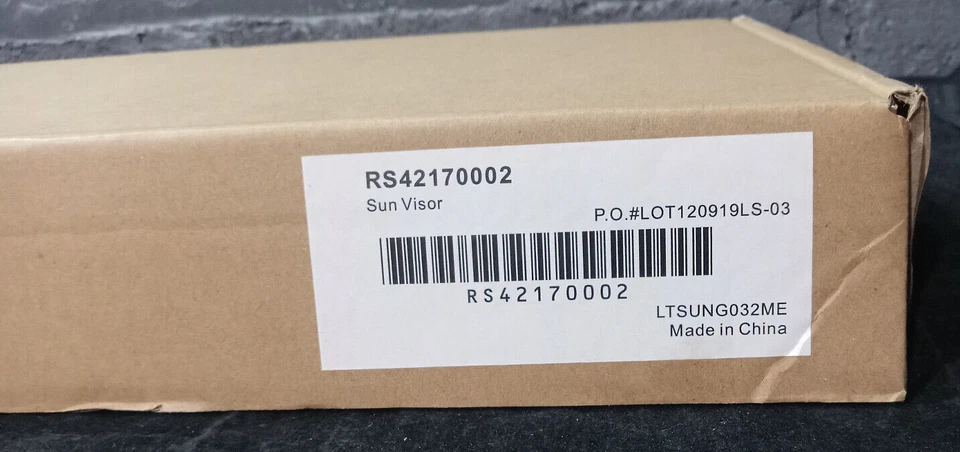 RS42170002
Sun Visor
P.O.#LOT120919LS-03
RS42170002
LTSUNG032ME
Made in China